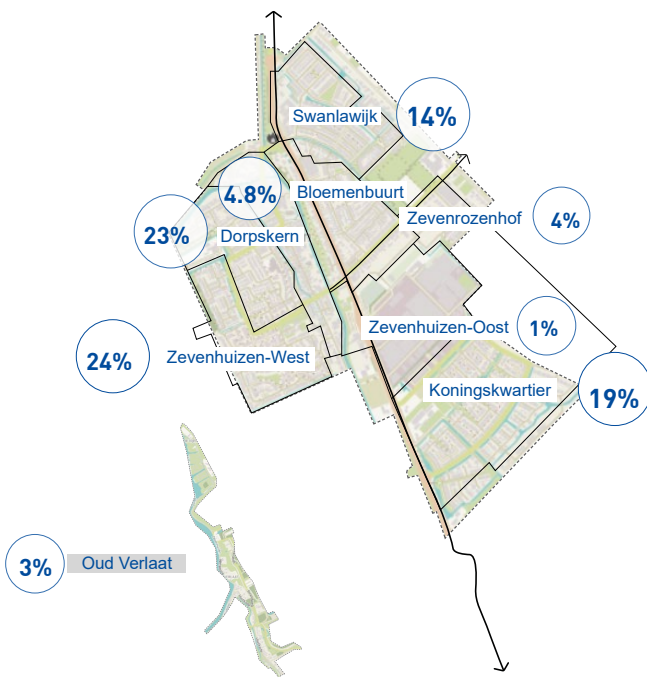 Swanlawijk 14%
4.8% Bloemenbuurt
Zevenrozenhof 4%
23% Dorpskern
Zevenhuizen-Oost 1%
24% Zevenhuizen-West
Koningskwartier 19%
3% Oud Verlaat